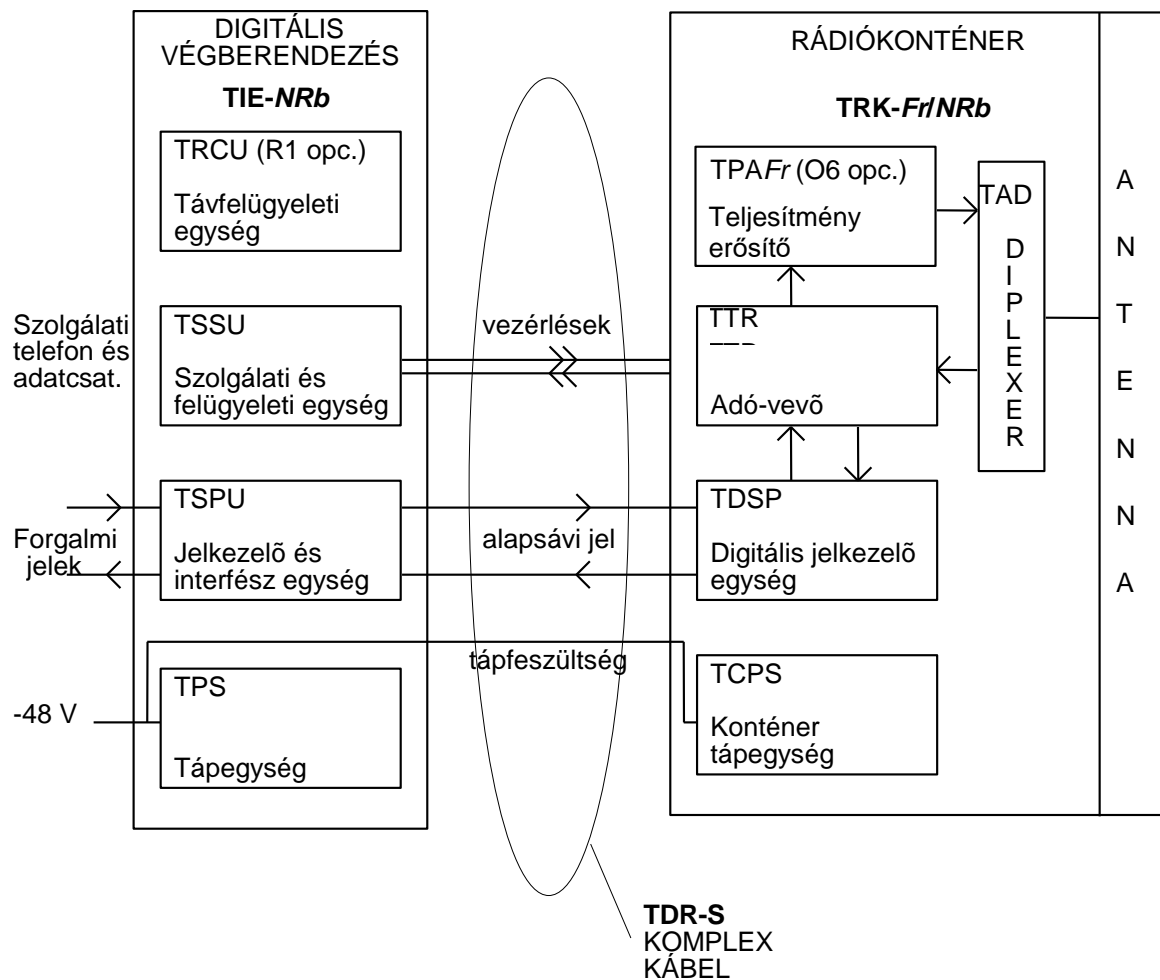 DIGITÁLIS
VÉGBERENDEZÉS
TIE-NRb
TRCU (R1 opc.)
Távfelügyeleti
egység
Szolgálati
telefon és
adatcsat.
TSSU
Szolgálati és
felügyeleti egység
Forgalmi
jelek
TSPU
Jelkezelõ és
interfész egység
-48 V
TPS
Tápegység
vezérlések
alapsávi jel
tápfeszültség
RÁDIÓKONTÉNER
TRK-Fr/NRb
TPAFr (O6 opc.)
Teljesítmény
erősítő
TTR
Adó-vevõ
TDSP
Digitális jelkezelõ
egység
TCPS
Konténer
tápegység
TAD
D
I
P
L
E
X
E
R
A
N
T
E
N
N
A
TDR-S
KOMPLEX
KÁBEL